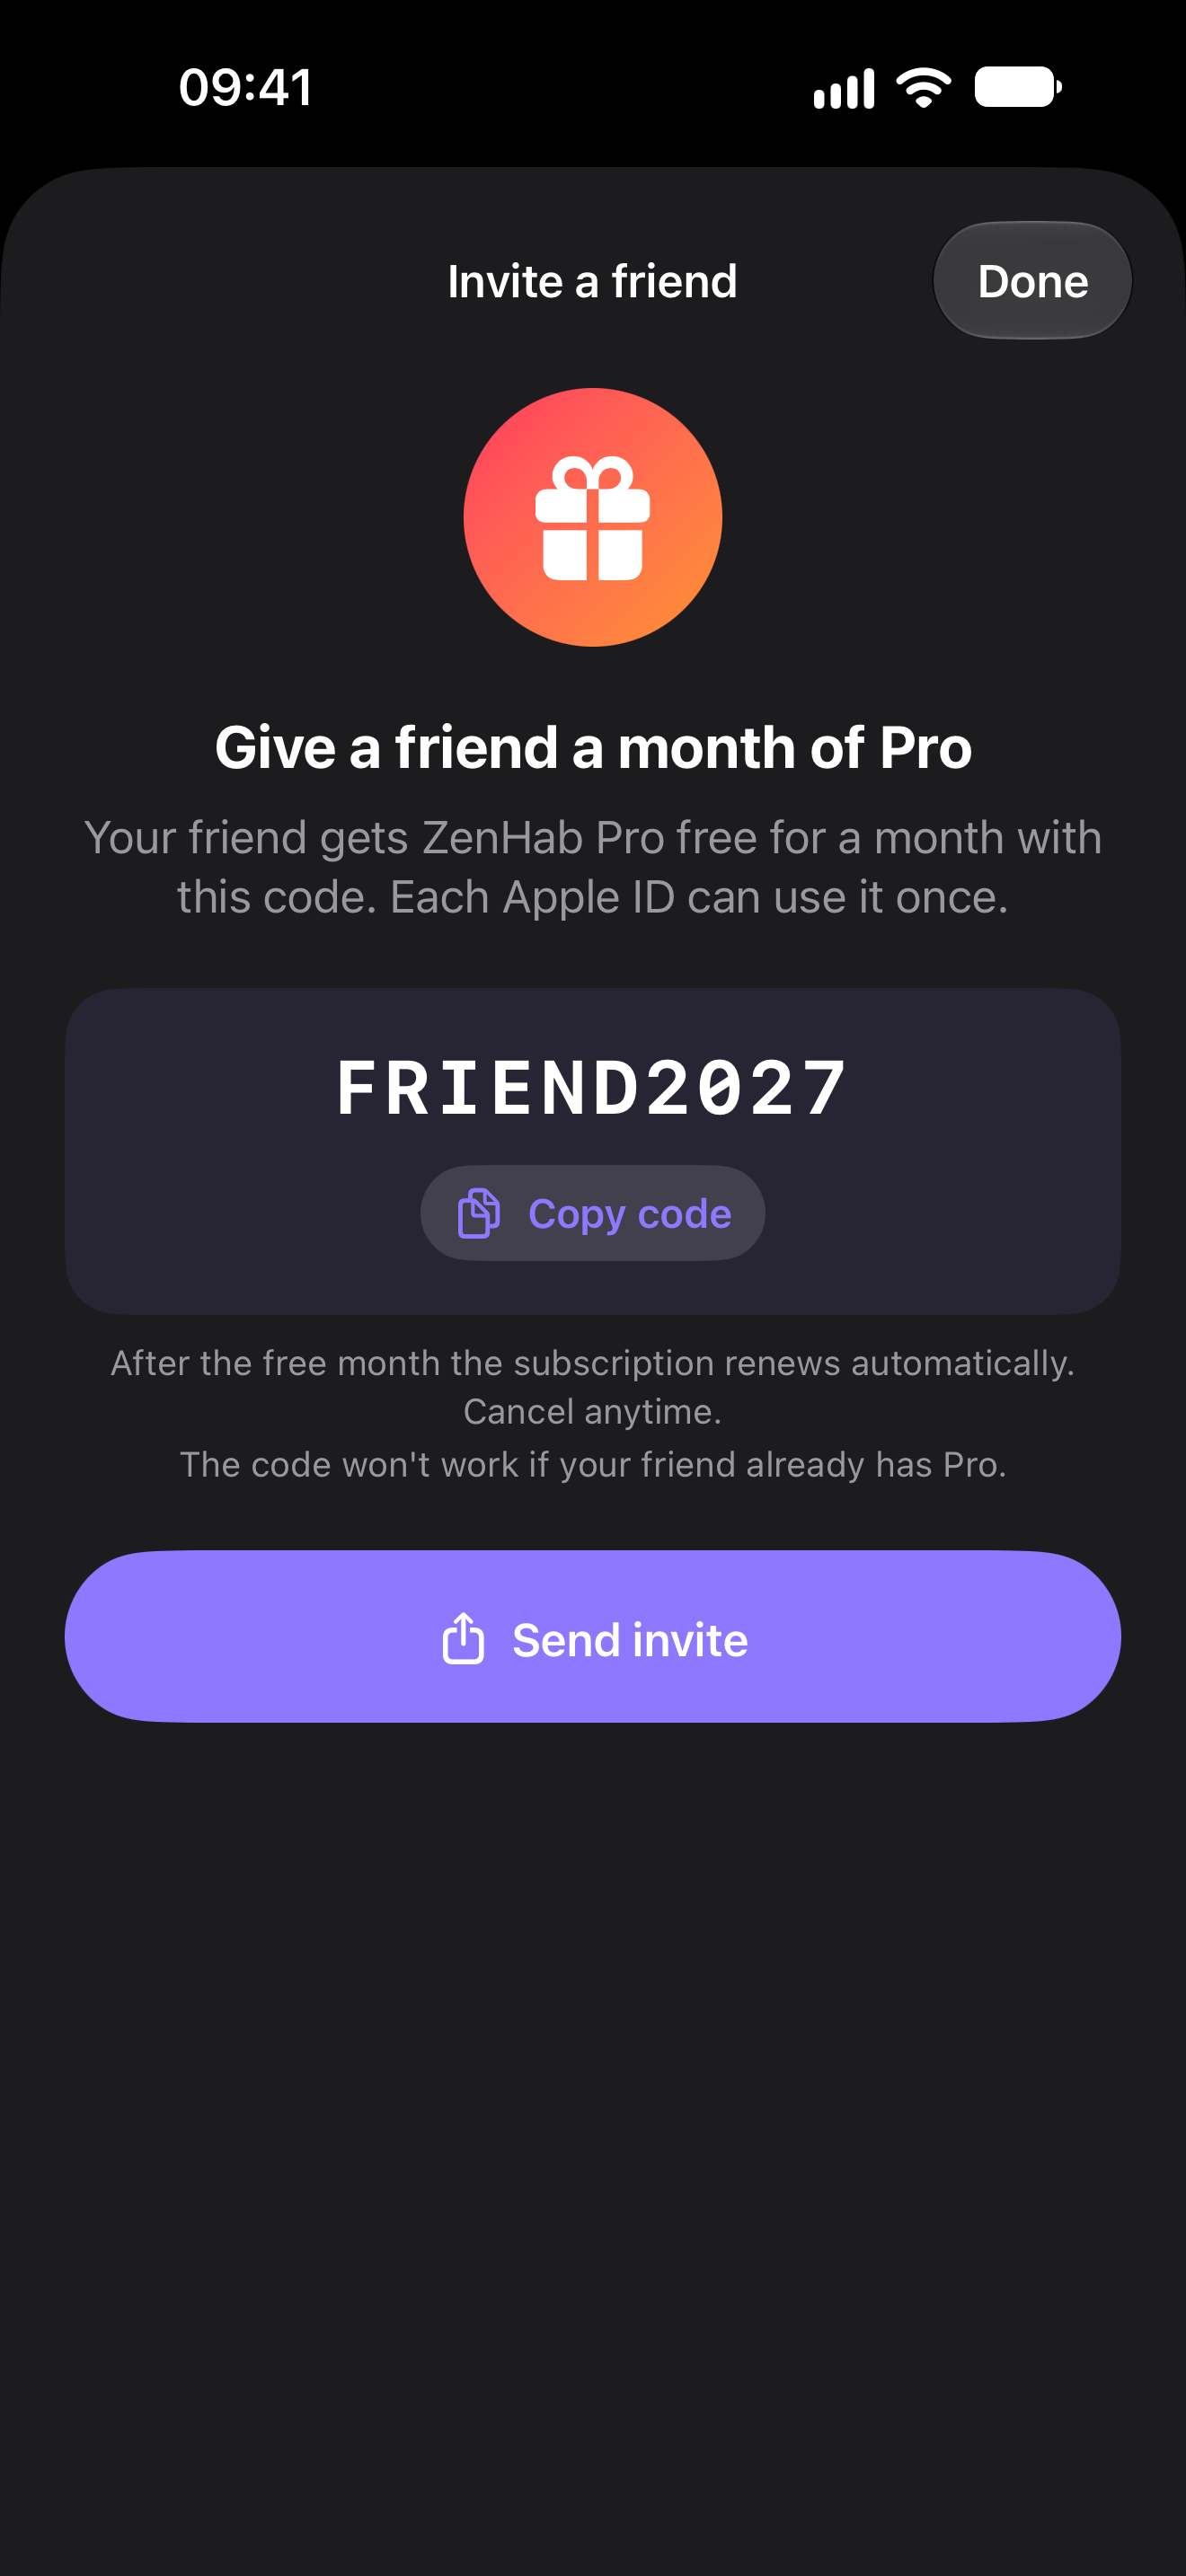 09:41
Invite a friend
Done
Give a friend a month of Pro
Your friend gets ZenHab Pro free for a month with
this code. Each Apple ID can use it once.
FRIEND2027
Copy code
After the free month the subscription renews automatically.
Cancel anytime.
The code won't work if your friend already has Pro.
Send invite